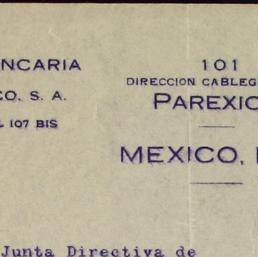 NCARIA
CO, S. A.
107 BIS
101
DIRECCION CABLEG
PAREXIC
MEXICO,
Junta Directiva de